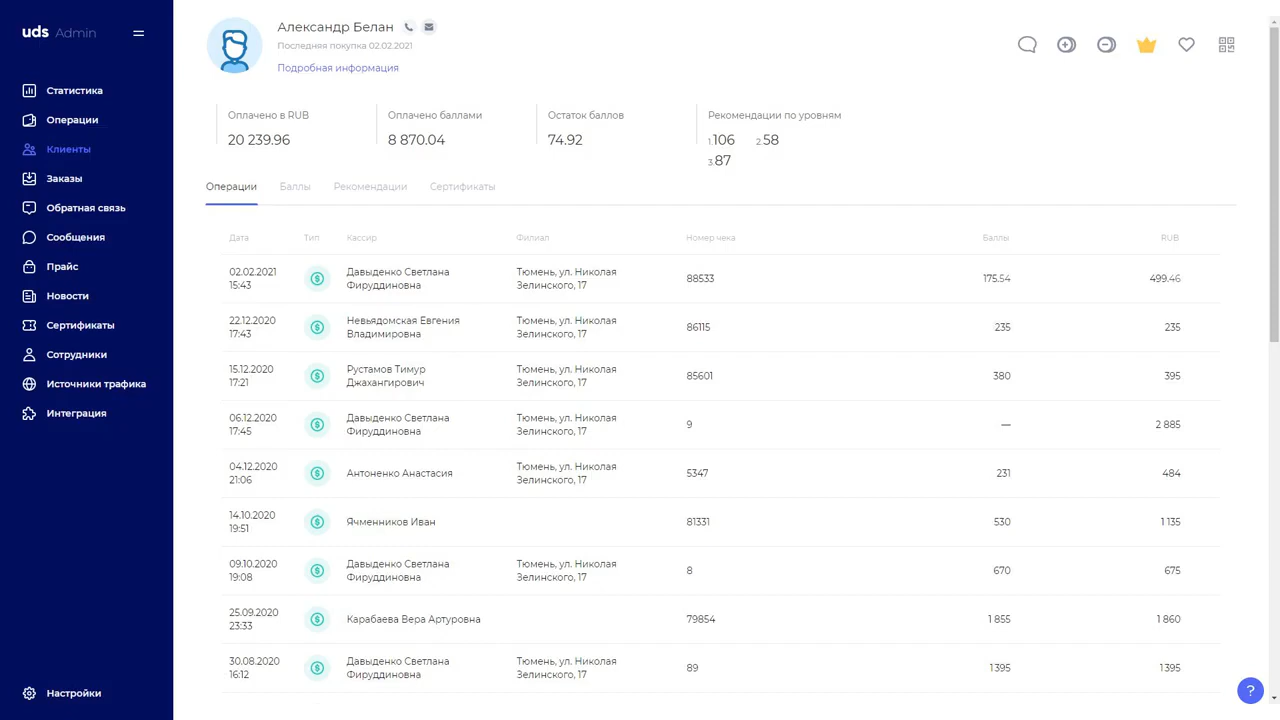 uds Admin
Статистика
Операции
Клиенты
Заказы
Обратная связь
Сообщения
Прайс
Новости
Сертификаты
Сотрудники
Источники трафика
Интеграция
Настройки
Александр Белан
Последняя покупка 02.02.2021
Подробная информация
Оплачено в RUB
20 239.96
Оплачено баллами
8 870.04
Остаток баллов
74.92
Рекомендации по уровням
1.106 2.58
3.87
Операции Баллы Рекомендации Сертификаты
Дата Тип Кассир Филиал Номер чека Баллы RUB
02.02.2021 Давыденко Светлана Тюмень, ул. Николая
15:43 Фируддиновна Зелинского, 17 88533 175.54 499.46
22.12.2020 Невьядомская Евгения Тюмень, ул. Николая
17:43 Владимировна Зелинского, 17 86115 235 235
15.12.2020 Рустамов Тимур Тюмень, ул. Николая
17:21 Джахангирович Зелинского, 17 85601 380 395
06.12.2020 Давыденко Светлана Тюмень, ул. Николая
17:45 Фируддиновна Зелинского, 17 9 — 2 885
04.12.2020 Антоненко Анастасия Тюмень, ул. Николая
21:06 Зелинского, 17 5347 231 484
14.10.2020 Ячменников Иван 81331 530 1 135
19:51
09.10.2020 Давыденко Светлана Тюмень, ул. Николая
19:08 Фируддиновна Зелинского, 17 8 670 675
25.09.2020 Карабаева Вера Артуровна 79854 1 855 1 860
23:33
30.08.2020 Давыденко Светлана Тюмень, ул. Николая
16:12 Фируддиновна Зелинского, 17 89 1 395 1 395
?